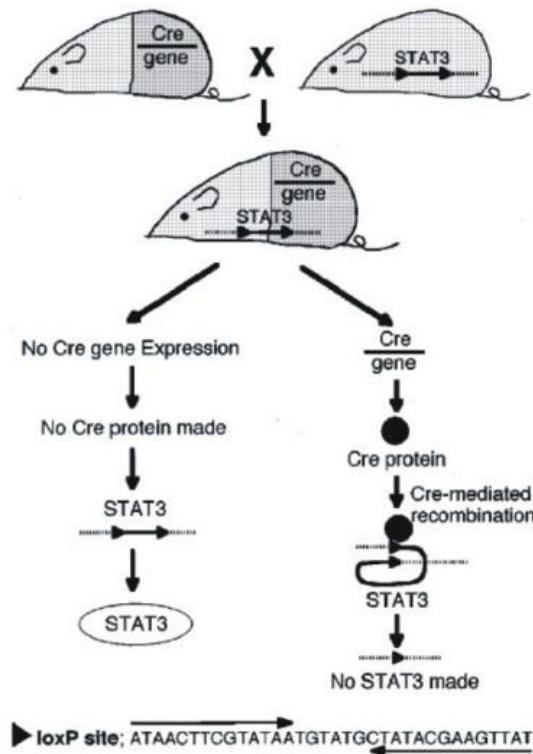 Cre
gene
X
STAT3
Cre
gene
STAT3
No Cre gene Expression
Cre
gene
No Cre protein made
Cre protein
STAT3
Cre-mediated
recombination
STAT3
STAT3
No STAT3 made
loxP site; ATAACTTCGTATAATGTATGCTATACGAAGTTAT